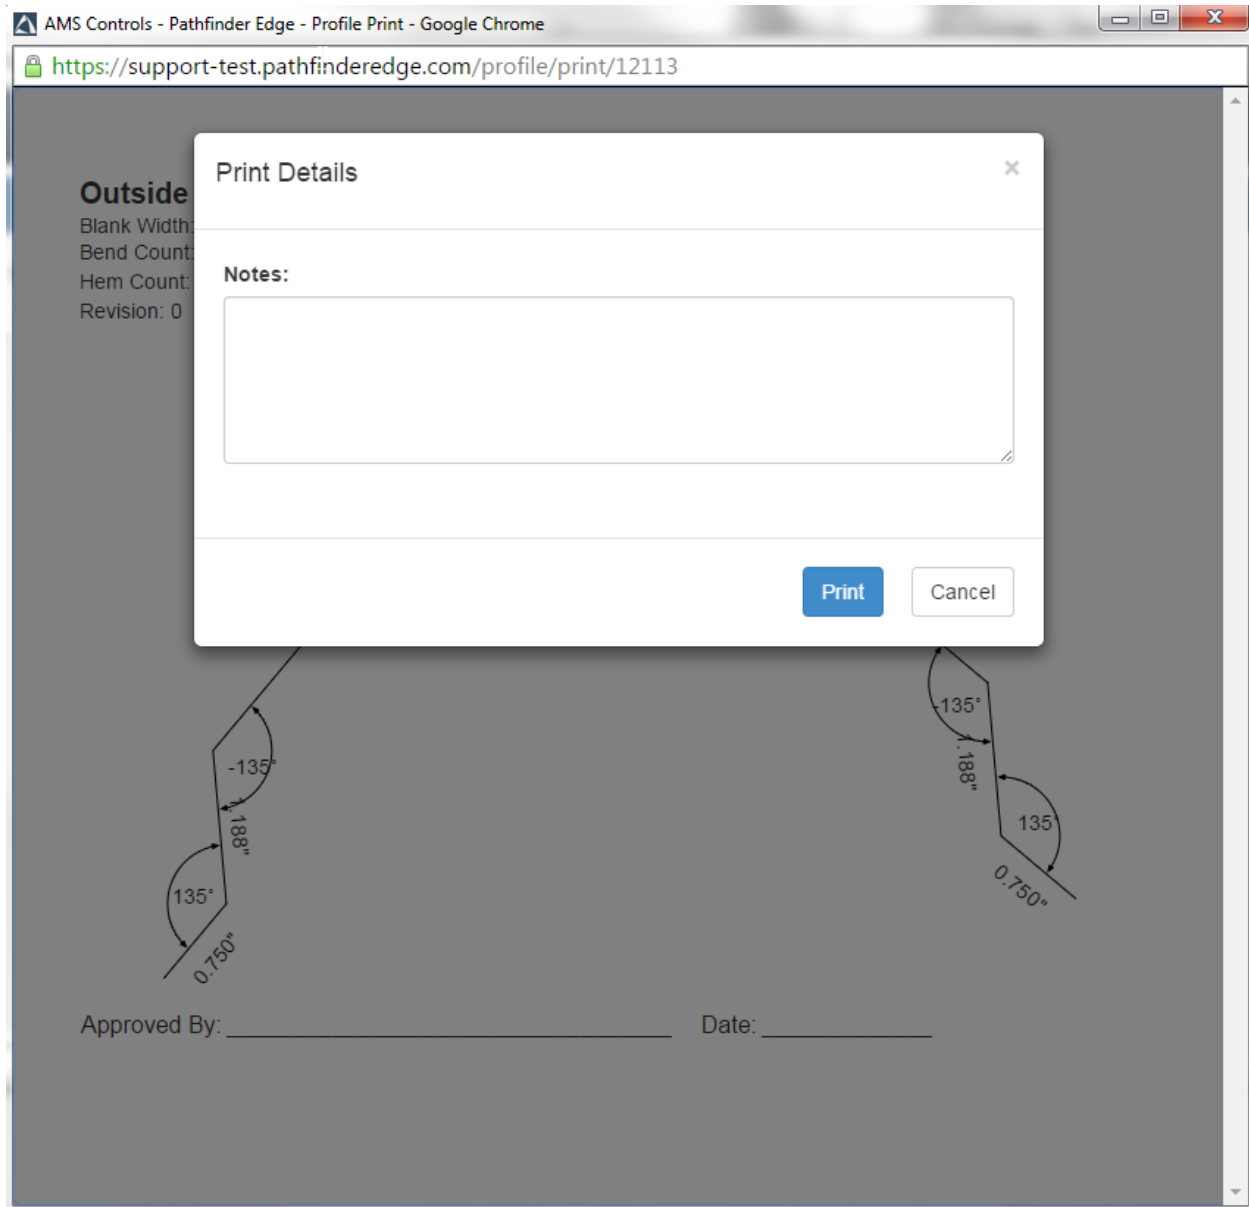 AMS Controls - Pathfinder Edge - Profile Print - Google Chrome
https://support-test.pathfinderedge.com/profile/print/12113
Print Details
×
Outside
Blank Width:
Bend Count:
Hem Count:
Revision: 0
Notes:
Print Cancel
-135°
1.188"
135°
0.750"
-135°
1.188"
135°
0.750"
Approved By: Date: